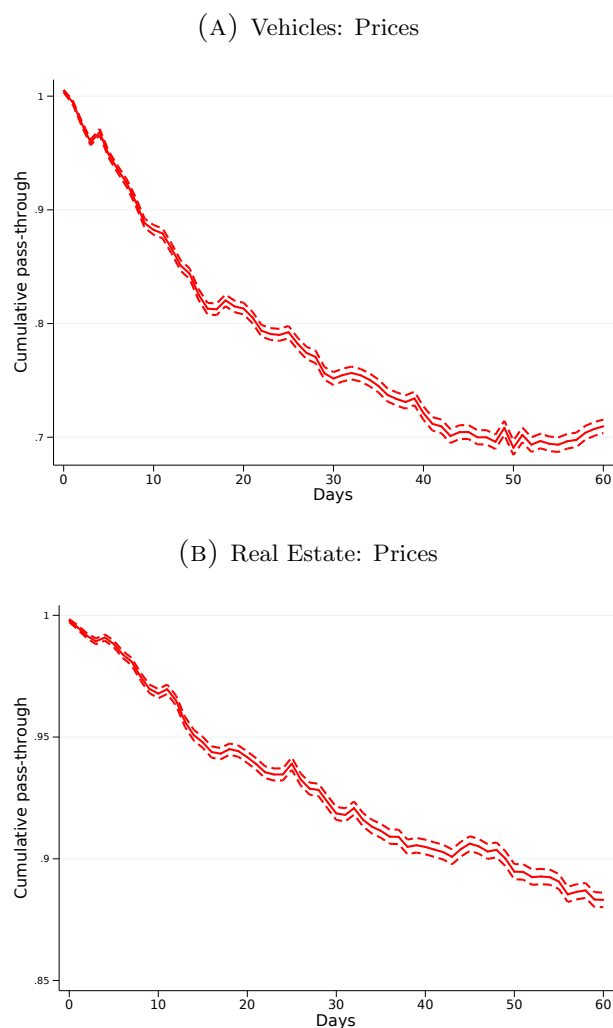 (A) Vehicles: Prices
Cumulative pass-through
1
.9
.8
.7
0 10 20 30 40 50 60
Days
(B) Real Estate: Prices
Cumulative pass-through
1
.95
.9
.85
0 10 20 30 40 50 60
Days